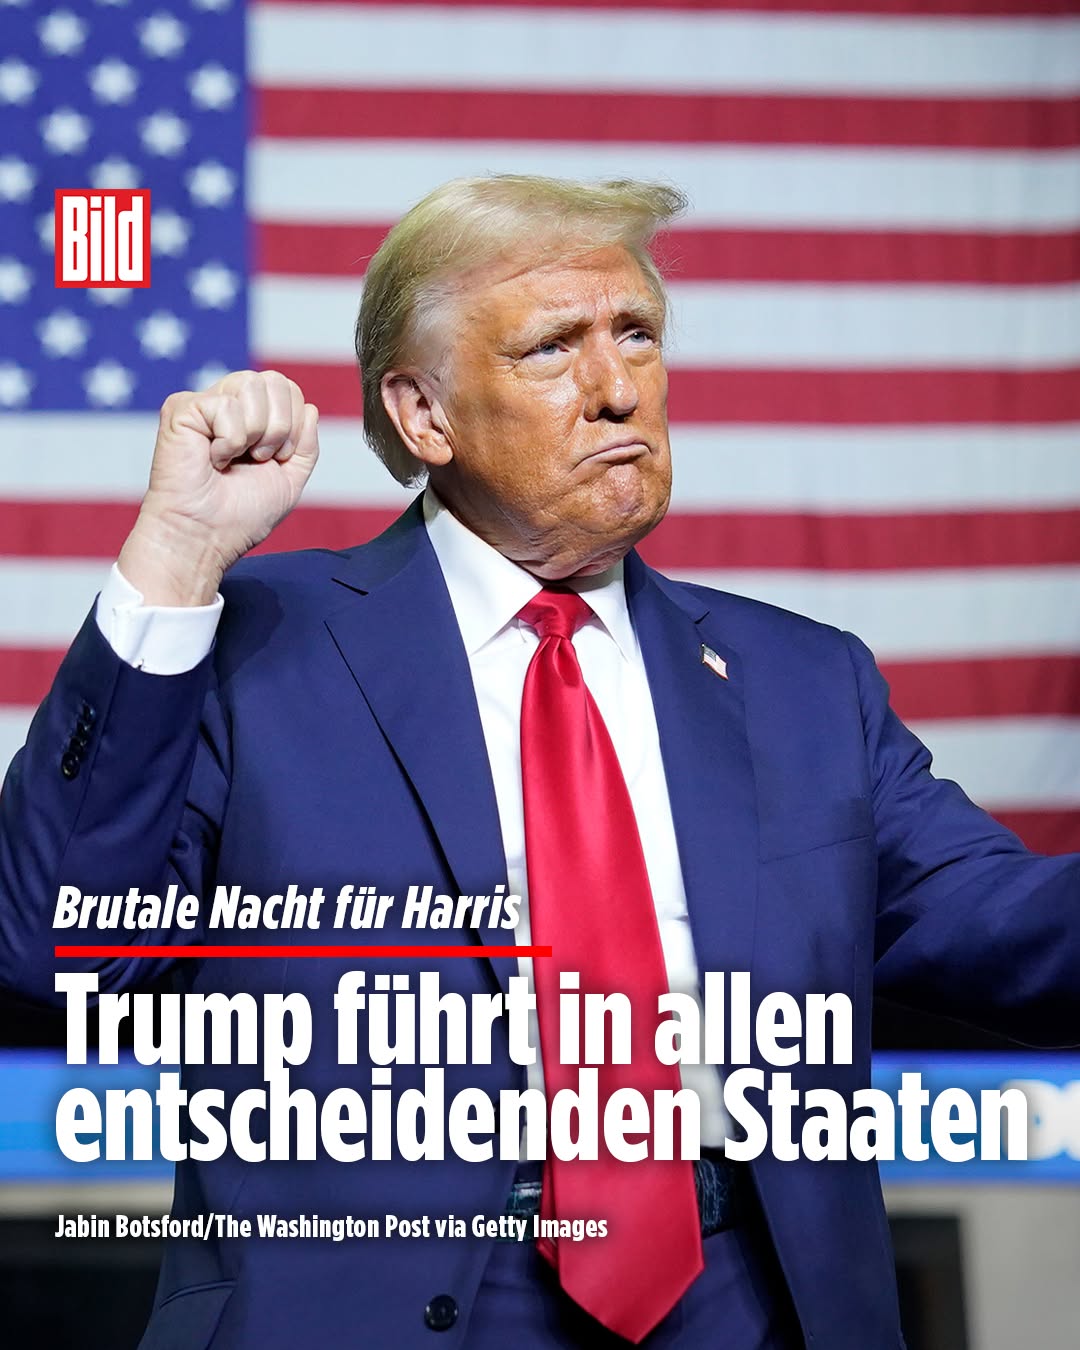 Bild
Brutale Nacht für Harris
Trump führt in allen
entscheidenden Staaten
Jabin Botsford/The Washington Post via Getty Images